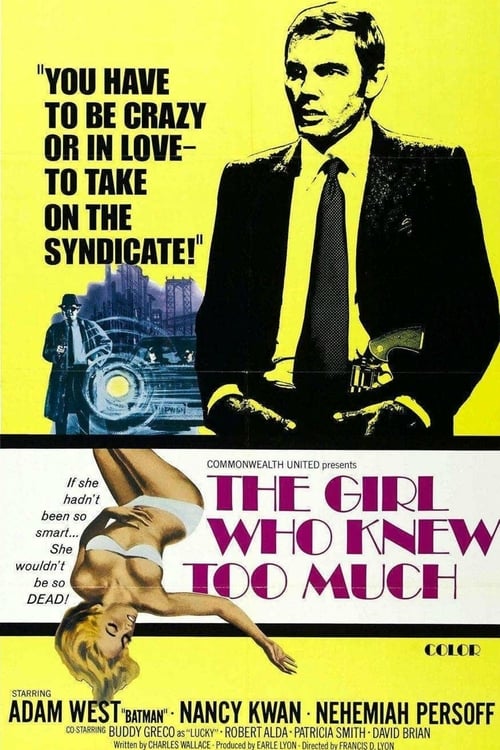 "YOU HAVE
TO BE CRAZY
OR IN LOVE–
TO TAKE
ON THE
SYNDICATE!"
COMMONWEALTH UNITED presents
THE GIRL
WHO KNEW
TOO MUCH
If she
hadn't
been so
smart...
She
wouldn't
be so
DEAD!
COLOR
STARRING
ADAM WEST "BATMAN" · NANCY KWAN · NEHEMIAH PERSOFF
CO-STARRING BUDDY GRECO as "LUCKY" · ROBERT ALDA · PATRICIA SMITH · DAVID BRIAN
Written by CHARLES WALLACE · Produced by EARLE LYON · Directed by FRANCIS D. LYON